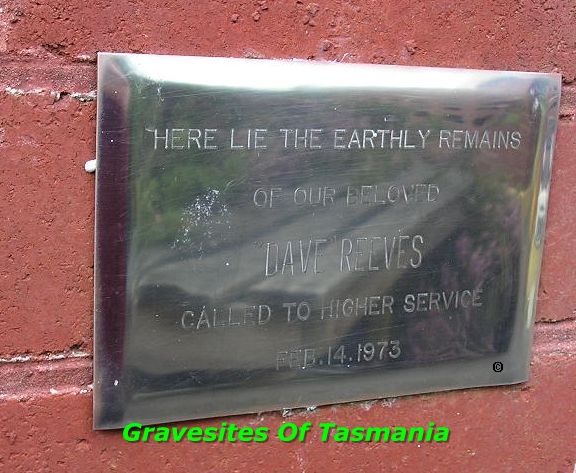 HERE LIE THE EARTHLY REMAINS
OF OUR BELOVED
"DAVE" REEVES
CALLED TO HIGHER SERVICE
FEB. 14. 1973
©
Gravesites Of Tasmania